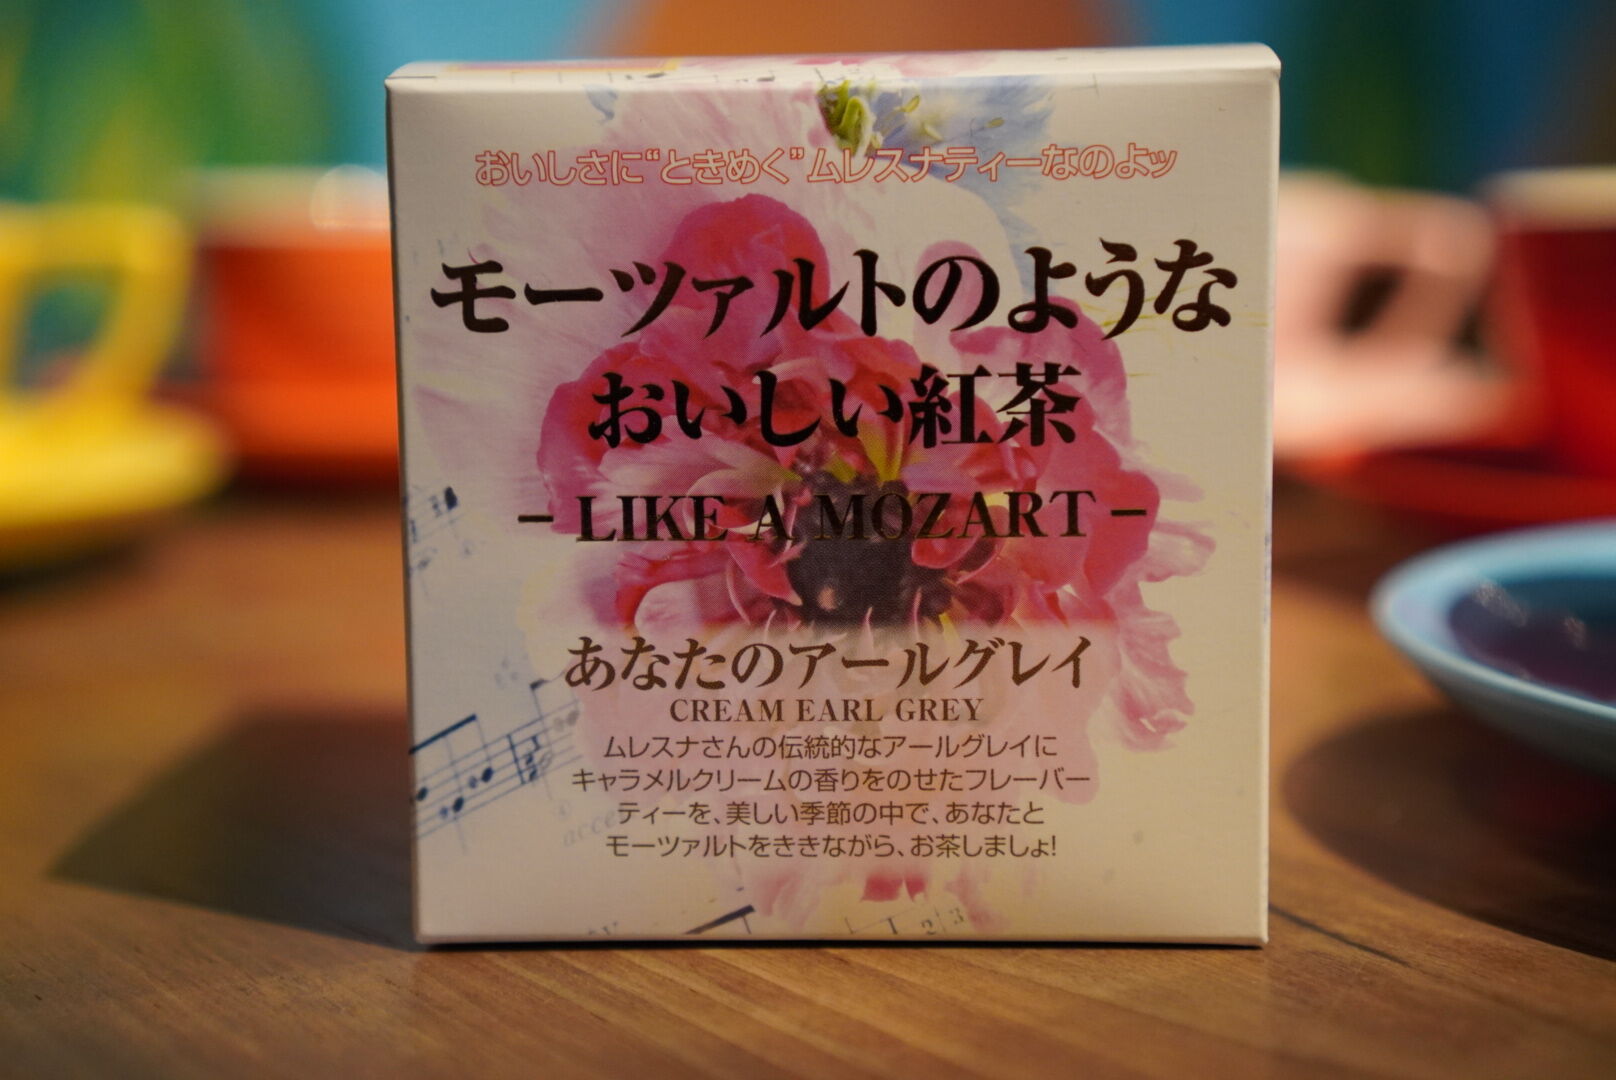 おいしさに“ときめく”ムレスナティーなのよッ
モーツァルトのような
おいしい紅茶
– LIKE A MOZART –
あなたのアールグレイ
CREAM EARL GREY
ムレスナさんの伝統的なアールグレイに
キャラメルクリームの香りをのせたフレーバー
ティーを、美しい季節の中で、あなたと
モーツァルトをききながら、お茶しましょ!
1 2 3